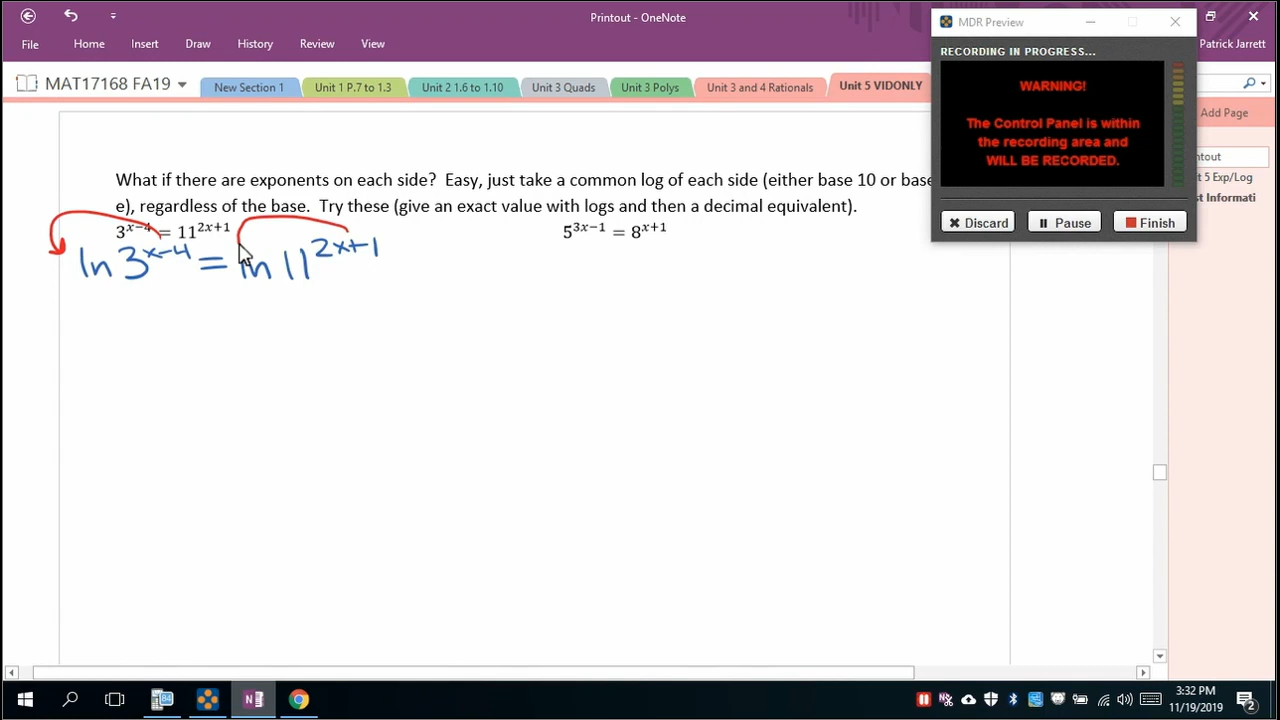 Printout - OneNote
MDR Preview
File Home Insert Draw History Review View
Patrick Jarrett
RECORDING IN PROGRESS...
WARNING!
The Control Panel is within
the recording area and
WILL BE RECORDED.
Discard Pause Finish
MAT17168 FA19
New Section 1 Unit 1 P.7 to 1.3 Unit 2 1.6 to 1.10 Unit 3 Quads Unit 3 Polys Unit 3 and 4 Rationals Unit 5 VIDONLY
Add Page
ntout
t 5 Exp/Log
st Informati
What if there are exponents on each side? Easy, just take a common log of each side (either base 10 or base
e), regardless of the base. Try these (give an exact value with logs and then a decimal equivalent).
3^{x−4} = 11^{2x+1} 5^{3x−1} = 8^{x+1}
ln 3^{x−4} = ln 11^{2x+1}
3:32 PM
11/19/2019
2